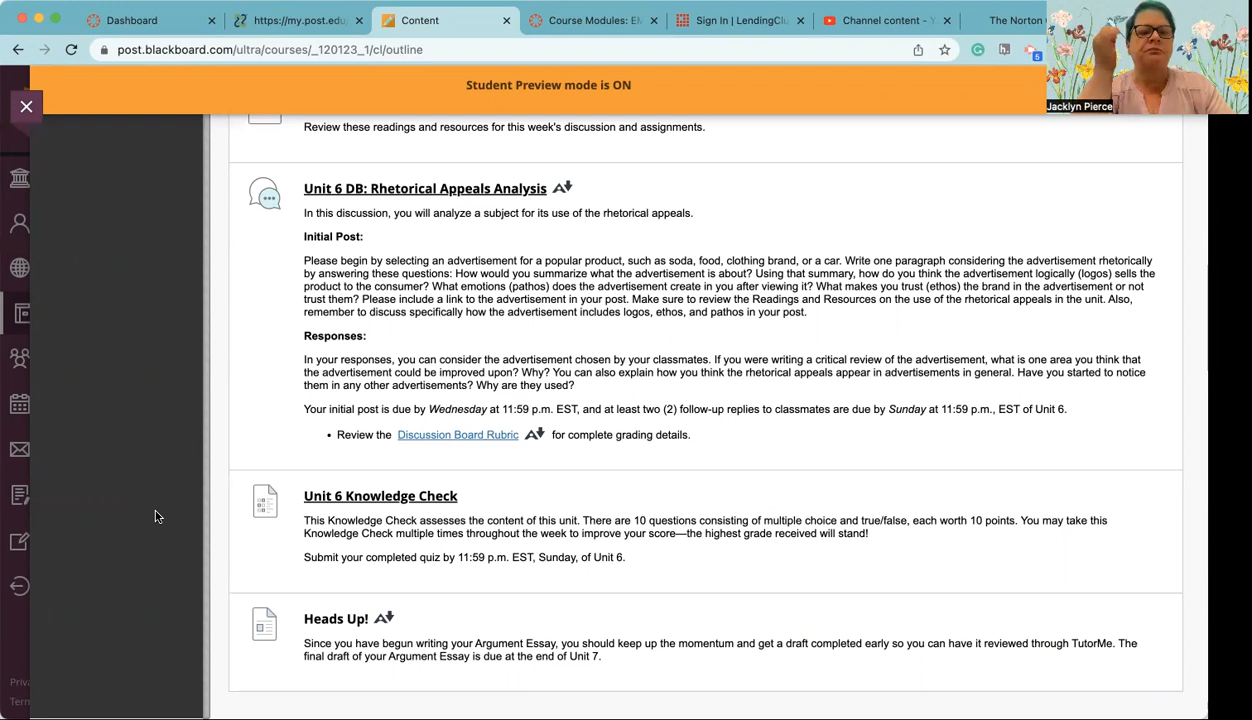 Dashboard
https://my.post.edu
Content
Course Modules: EM
Sign In | LendingClu
Channel content - Y
The Norton
post.blackboard.com/ultra/courses/_120123_1/cl/outline
5
Student Preview mode is ON
Jacklyn Pierce
Review these readings and resources for this week's discussion and assignments.
Unit 6 DB: Rhetorical Appeals Analysis
In this discussion, you will analyze a subject for its use of the rhetorical appeals.
Initial Post:
Please begin by selecting an advertisement for a popular product, such as soda, food, clothing brand, or a car. Write one paragraph considering the advertisement rhetorically
by answering these questions: How would you summarize what the advertisement is about? Using that summary, how do you think the advertisement logically (logos) sells the
product to the consumer? What emotions (pathos) does the advertisement create in you after viewing it? What makes you trust (ethos) the brand in the advertisement or not
trust them? Please include a link to the advertisement in your post. Make sure to review the Readings and Resources on the use of the rhetorical appeals in the unit. Also,
remember to discuss specifically how the advertisement includes logos, ethos, and pathos in your post.
Responses:
In your responses, you can consider the advertisement chosen by your classmates. If you were writing a critical review of the advertisement, what is one area you think that
the advertisement could be improved upon? Why? You can also explain how you think the rhetorical appeals appear in advertisements in general. Have you started to notice
them in any other advertisements? Why are they used?
Your initial post is due by Wednesday at 11:59 p.m. EST, and at least two (2) follow-up replies to classmates are due by Sunday at 11:59 p.m., EST of Unit 6.
• Review the Discussion Board Rubric for complete grading details.
Unit 6 Knowledge Check
This Knowledge Check assesses the content of this unit. There are 10 questions consisting of multiple choice and true/false, each worth 10 points. You may take this
Knowledge Check multiple times throughout the week to improve your score—the highest grade received will stand!
Submit your completed quiz by 11:59 p.m. EST, Sunday, of Unit 6.
Heads Up!
Since you have begun writing your Argument Essay, you should keep up the momentum and get a draft completed early so you can have it reviewed through TutorMe. The
final draft of your Argument Essay is due at the end of Unit 7.
Priva
Term